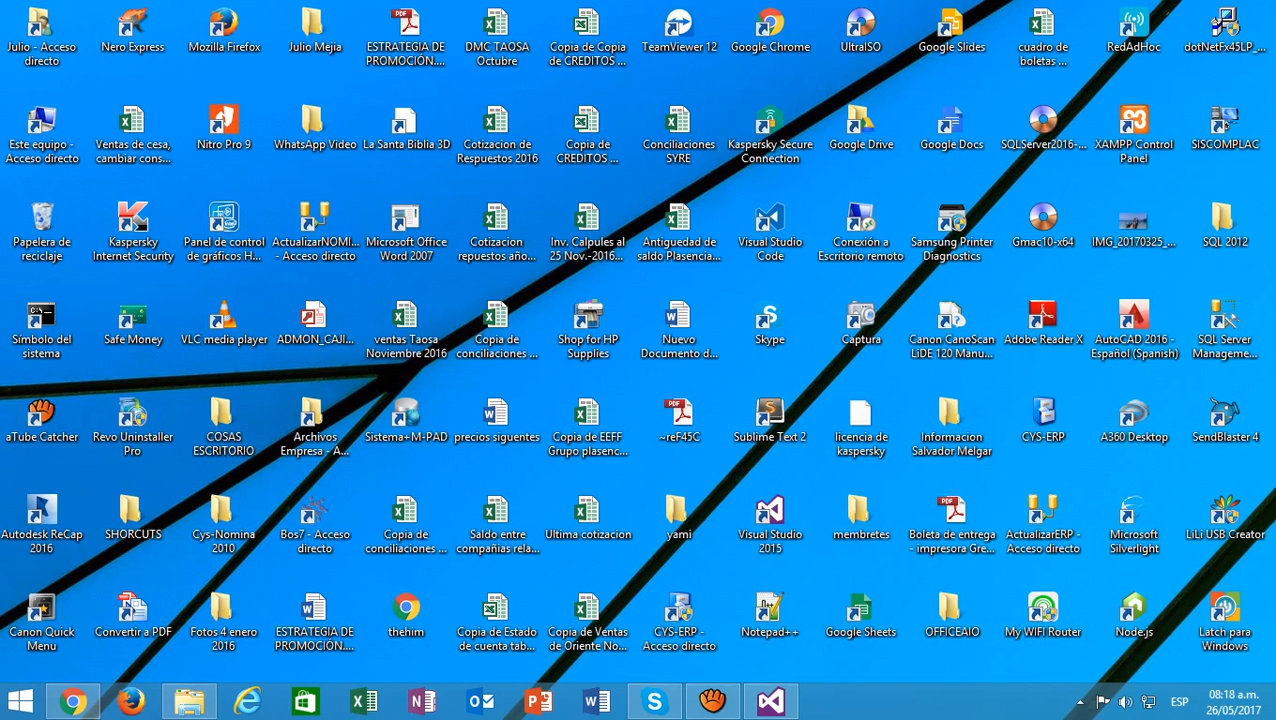 Julio - Acceso
directo
Nero Express
Mozilla Firefox
Julio Mejia
ESTRATEGIA DE
PROMOCIÓN....
DMC TAOSA
Octubre
Copia de Copia
de CREDITOS ...
TeamViewer 12
Google Chrome
UltraISO
Google Slides
cuadro de
boletas ...
RedAdHoc
dotNetFx45LP_...
Este equipo -
Acceso directo
Ventas de cesa,
cambiar cons...
Nitro Pro 9
WhatsApp Video
La Santa Biblia 3D
Cotizacion de
Respuestos 2016
Copia de
CREDITOS ...
Conciliaciones
SYRE
Kaspersky Secure
Connection
Google Drive
Google Docs
SQLServer2016-...
XAMPP Control
Panel
SISCOMPLAC
Papelera de
reciclaje
Kaspersky
Internet Security
Panel de control
de gráficos H...
ActualizarNOMI...
- Acceso directo
Microsoft Office
Word 2007
Cotizacion
repuestos año...
Inv. Calpules al
25 Nov.-2016...
Antiguedad de
saldo Plasencia...
Visual Studio
Code
Conexión a
Escritorio remoto
Samsung Printer
Diagnostics
Gmac10-x64
IMG_20170325_...
SQL 2012
Símbolo del
sistema
Safe Money
VLC media player
ADMON_CAJI...
ventas Taosa
Noviembre 2016
Copia de
conciliaciones ...
Shop for HP
Supplies
Nuevo
Documento d...
Skype
Captura
Canon CanoScan
LiDE 120 Manu...
Adobe Reader X
AutoCAD 2016 -
Español (Spanish)
SQL Server
Manageme...
aTube Catcher
Revo Uninstaller
Pro
COSAS
ESCRITORIO
Archivos
Empresa - A...
Sistema+M-PAD
precios siguentes
Copia de EEFF
Grupo plasenc...
~reF45C
Sublime Text 2
licencia de
kaspersky
Informacion
Salvador Melgar
CYS-ERP
A360 Desktop
SendBlaster 4
Autodesk ReCap
2016
SHORCUTS
Cys-Nomina
2010
Bos7 - Acceso
directo
Copia de
conciliaciones ...
Saldo entre
compañias rela...
Ultima cotizacion
yami
Visual Studio
2015
membretes
Boleta de entrega
- impresora Gre...
ActualizarERP -
Acceso directo
Microsoft
Silverlight
LiLi USB Creator
Canon Quick
Menu
Convertir a PDF
Fotos 4 enero
2016
ESTRATEGIA DE
PROMOCIÓN....
thehim
Copia de Estado
de cuenta tab...
Copia de Ventas
de Oriente No...
CYS-ERP -
Acceso directo
Notepad++
Google Sheets
OFFICEAIO
My WIFI Router
Node.js
Latch para
Windows
ESP
08:18 a.m.
26/05/2017